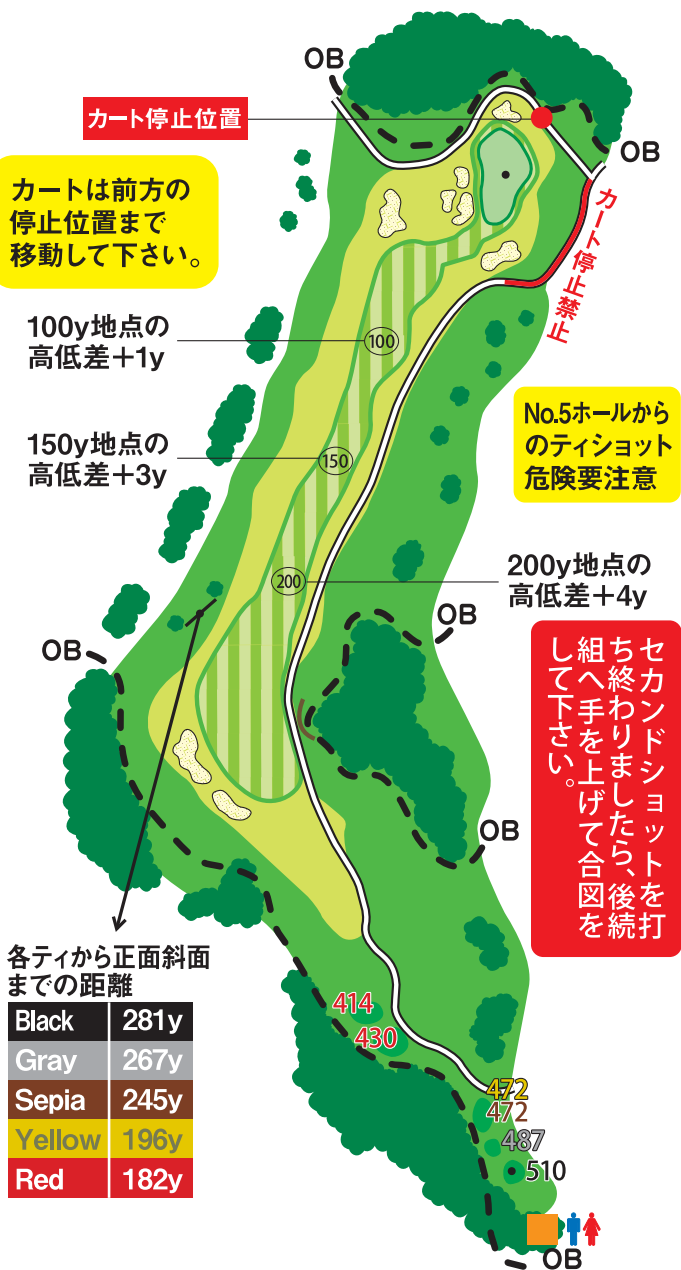 OB
カート停止位置
OB
カートは前方の
停止位置まで
移動して下さい。
カート停止禁止
100y地点の
高低差+1y
100
No.5ホールから
のティショット
危険要注意
150y地点の
高低差+3y
150
200
200y地点の
高低差+4y
OB
OB
セカンドショットを打
ち終わりましたら、後続
組へ手を上げて合図を
して下さい。
OB
各ティから正面斜面
までの距離
Black 281y
Gray 267y
Sepia 245y
Yellow 196y
Red 182y
414
430
472
472
487
510
OB